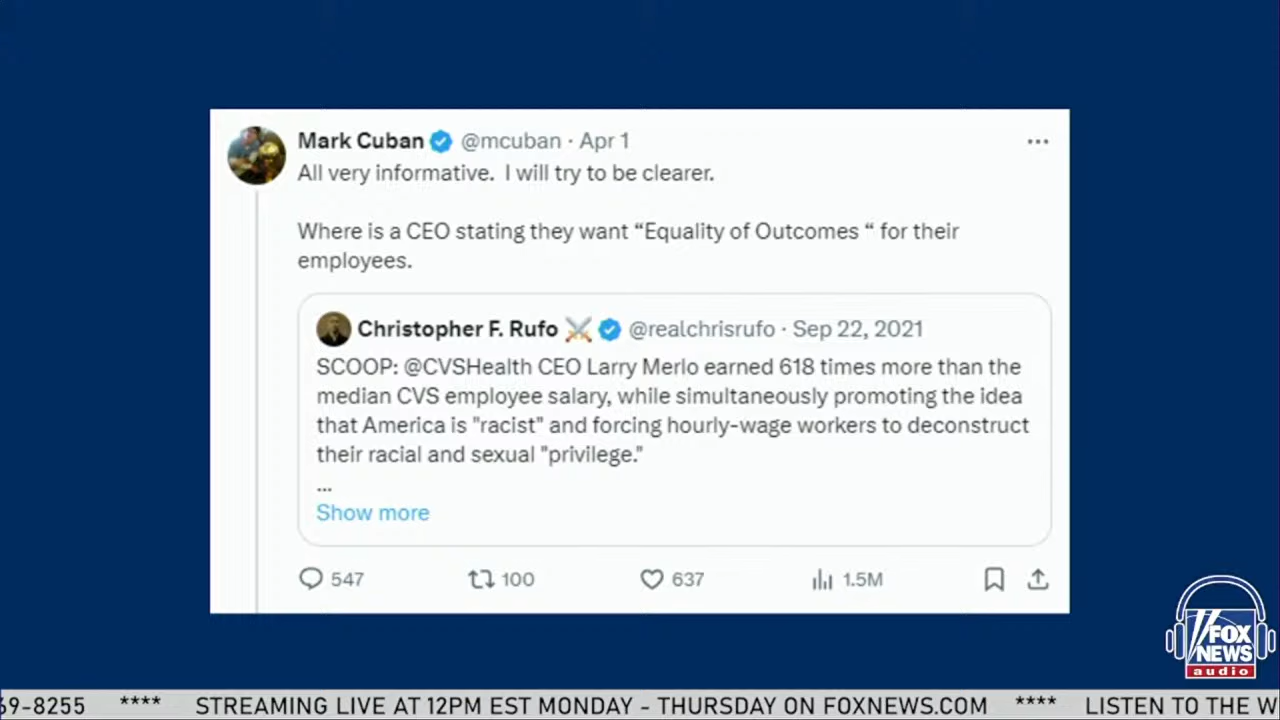 Mark Cuban @mcuban · Apr 1
All very informative.  I will try to be clearer.
Where is a CEO stating they want “Equality of Outcomes “ for their
employees.
Christopher F. Rufo ⚔️ @realchrisrufo · Sep 22, 2021
SCOOP: @CVSHealth CEO Larry Merlo earned 618 times more than the
median CVS employee salary, while simultaneously promoting the idea
that America is "racist" and forcing hourly-wage workers to deconstruct
their racial and sexual "privilege."
...
Show more
547 100 637 1.5M
FOX
NEWS
audio
69-8255 **** STREAMING LIVE AT 12PM EST MONDAY - THURSDAY ON FOXNEWS.COM **** LISTEN TO THE W